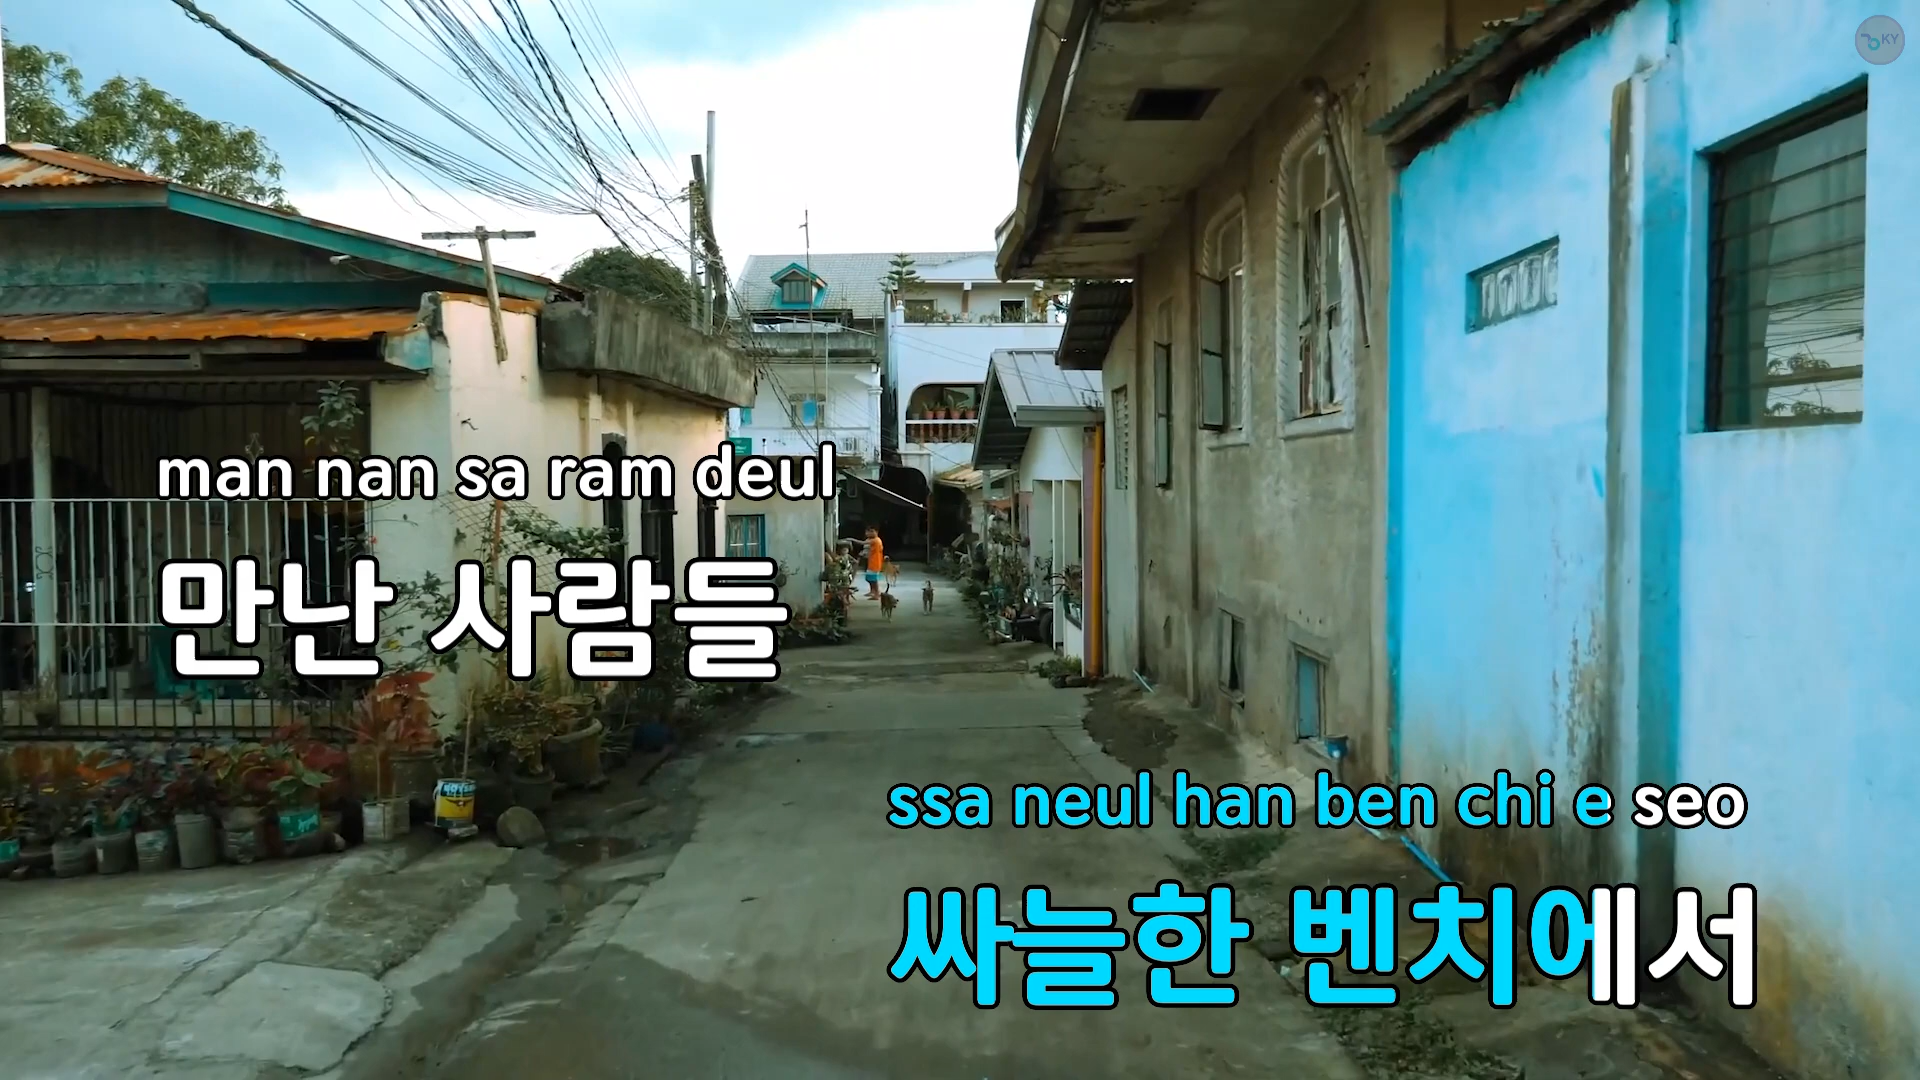 KY
man nan sa ram deul
만난 사람들
ssa neul han ben chi e seo
싸늘한 벤치에서